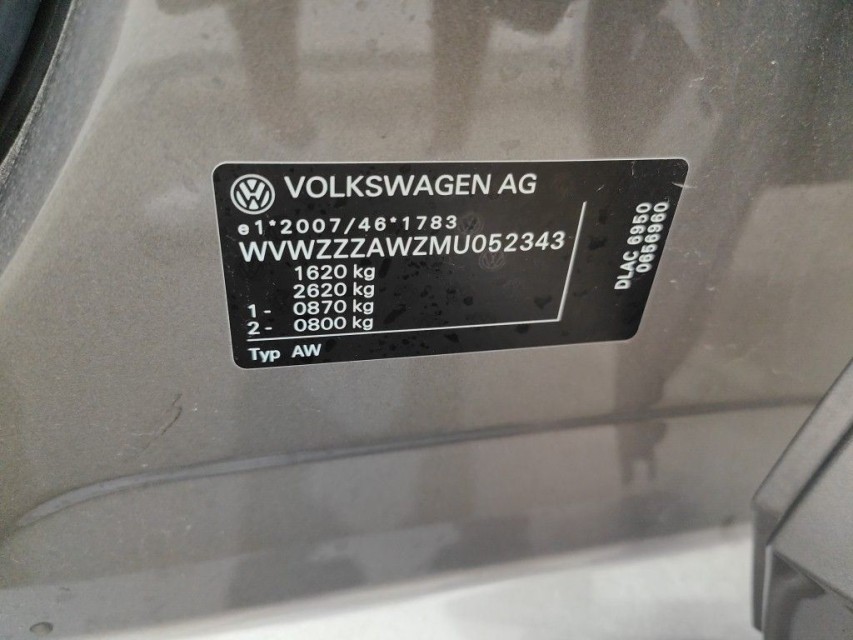 VOLKSWAGEN AG
e1*2007/46*1783
WVWZZZAWZMU052343
1620 kg
2620 kg
1- 0870 kg
2- 0800 kg
Typ AW
DLAC 6950
0656960